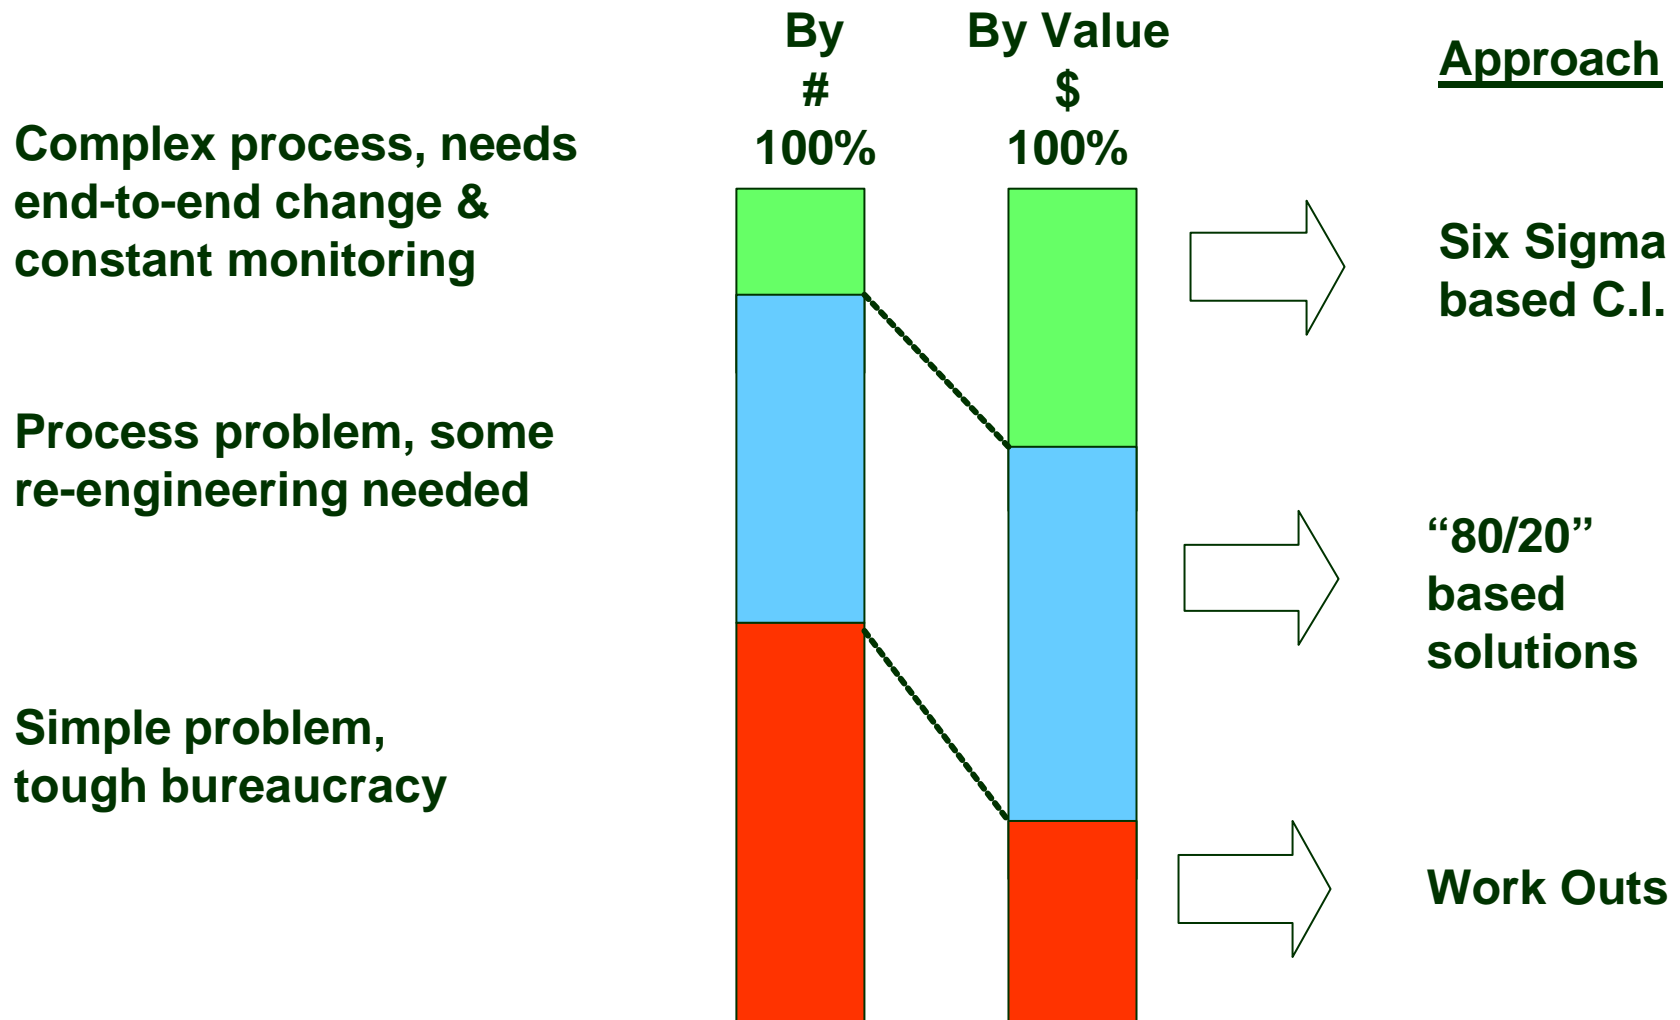 By
#
100%
By Value
$
100%
Approach
Complex process, needs
end-to-end change &
constant monitoring
Six Sigma
based C.I.
Process problem, some
re-engineering needed
“80/20”
based
solutions
Simple problem,
tough bureaucracy
Work Outs